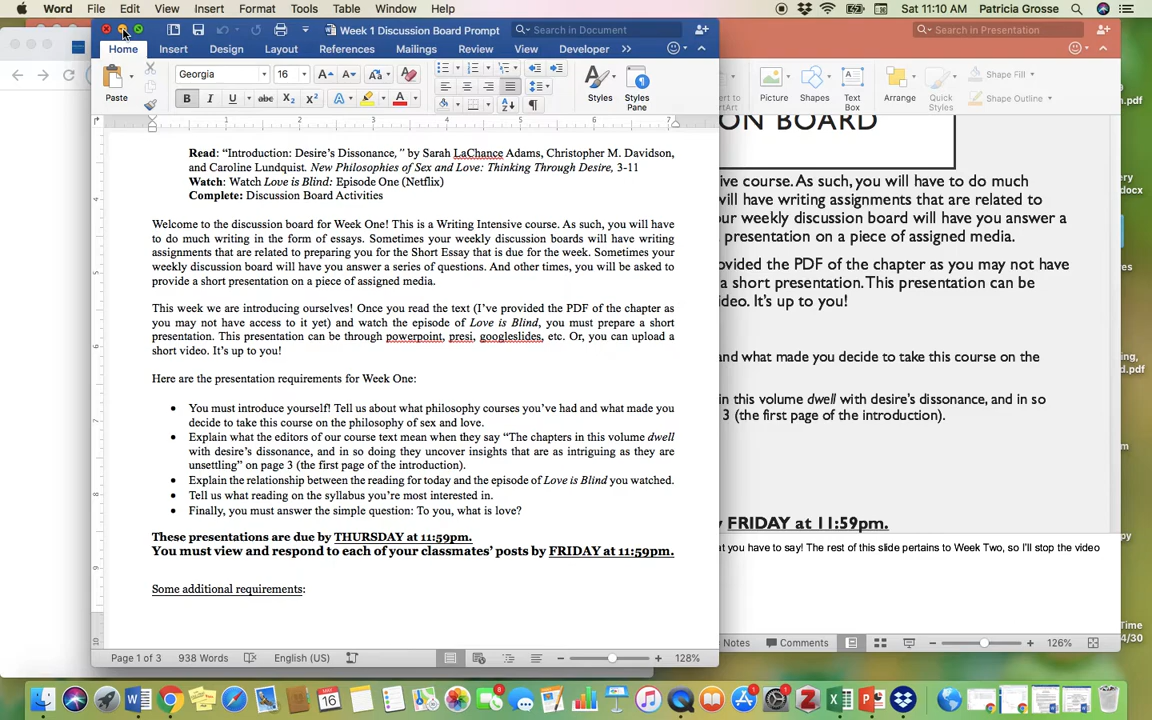 Word File Edit View Insert Format Tools Table Window Help
Sat 11:10 AM Patricia Grosse
Week 1 Discussion Board Prompt
Search in Document
Search in Presentation
Home Insert Design Layout References Mailings Review View Developer
Paste
Georgia 16
B I U abc X2 X2
Styles Styles Pane
Convert to SmartArt
Picture Shapes Text Box Arrange Quick Styles
Shape Fill
Shape Outline
Read: “Introduction: Desire’s Dissonance,” by Sarah LaChance Adams, Christopher M. Davidson,
and Caroline Lundquist. New Philosophies of Sex and Love: Thinking Through Desire, 3-11
Watch: Watch Love is Blind: Episode One (Netflix)
Complete: Discussion Board Activities
Welcome to the discussion board for Week One! This is a Writing Intensive course. As such, you will have
to do much writing in the form of essays. Sometimes your weekly discussion boards will have writing
assignments that are related to preparing you for the Short Essay that is due for the week. Sometimes your
weekly discussion board will have you answer a series of questions. And other times, you will be asked to
provide a short presentation on a piece of assigned media.
This week we are introducing ourselves! Once you read the text (I’ve provided the PDF of the chapter as
you may not have access to it yet) and watch the episode of Love is Blind, you must prepare a short
presentation. This presentation can be through powerpoint, presi, googleslides, etc. Or, you can upload a
short video. It’s up to you!
Here are the presentation requirements for Week One:
• You must introduce yourself! Tell us about what philosophy courses you’ve had and what made you
decide to take this course on the philosophy of sex and love.
• Explain what the editors of our course text mean when they say “The chapters in this volume dwell
with desire’s dissonance, and in so doing they uncover insights that are as intriguing as they are
unsettling” on page 3 (the first page of the introduction).
• Explain the relationship between the reading for today and the episode of Love is Blind you watched.
• Tell us what reading on the syllabus you’re most interested in.
• Finally, you must answer the simple question: To you, what is love?
These presentations are due by THURSDAY at 11:59pm.
You must view and respond to each of your classmates’ posts by FRIDAY at 11:59pm.
Some additional requirements:
Page 1 of 3 938 Words English (US) 128%
ON BOARD
ive course. As such, you will have to do much
will have writing assignments that are related to
ur weekly discussion board will have you answer a
presentation on a piece of assigned media.
ovided the PDF of the chapter as you may not have
a short presentation. This presentation can be
deo. It’s up to you!
and what made you decide to take this course on the
in this volume dwell with desire’s dissonance, and in so
3 (the first page of the introduction).
y FRIDAY at 11:59pm.
t you have to say! The rest of this slide pertains to Week Two, so I’ll stop the video
Notes Comments 126%